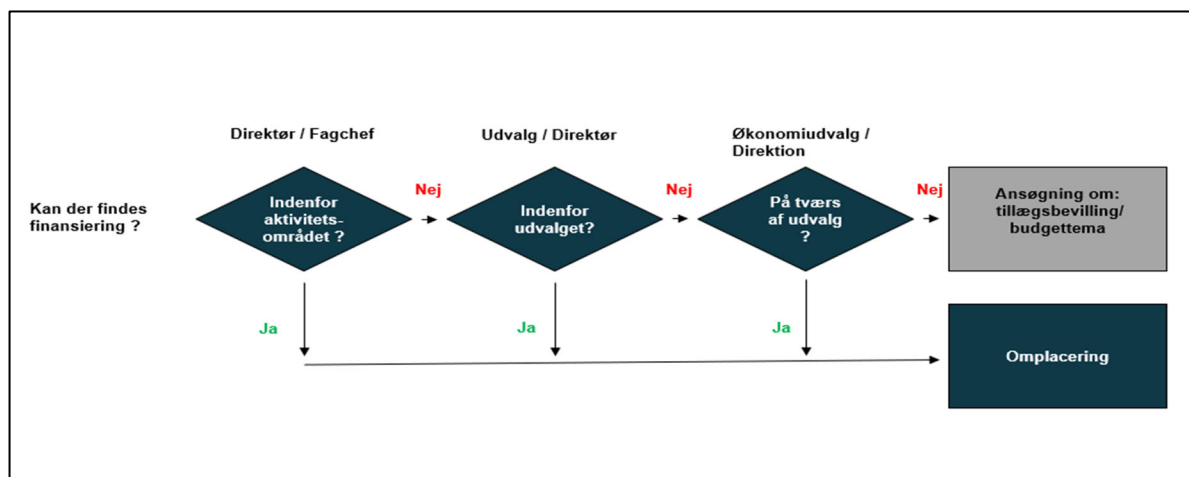 Direktør / Fagchef
Udvalg / Direktør
Økonomiudvalg /
Direktion
Kan der findes
finansiering ?
Indenfor
aktivitets-
området ?
Nej
Indenfor
udvalget?
Nej
På tværs
af udvalg
?
Nej
Ansøgning om:
tillægsbevilling/
budgettema
Ja
Ja
Ja
Omplacering